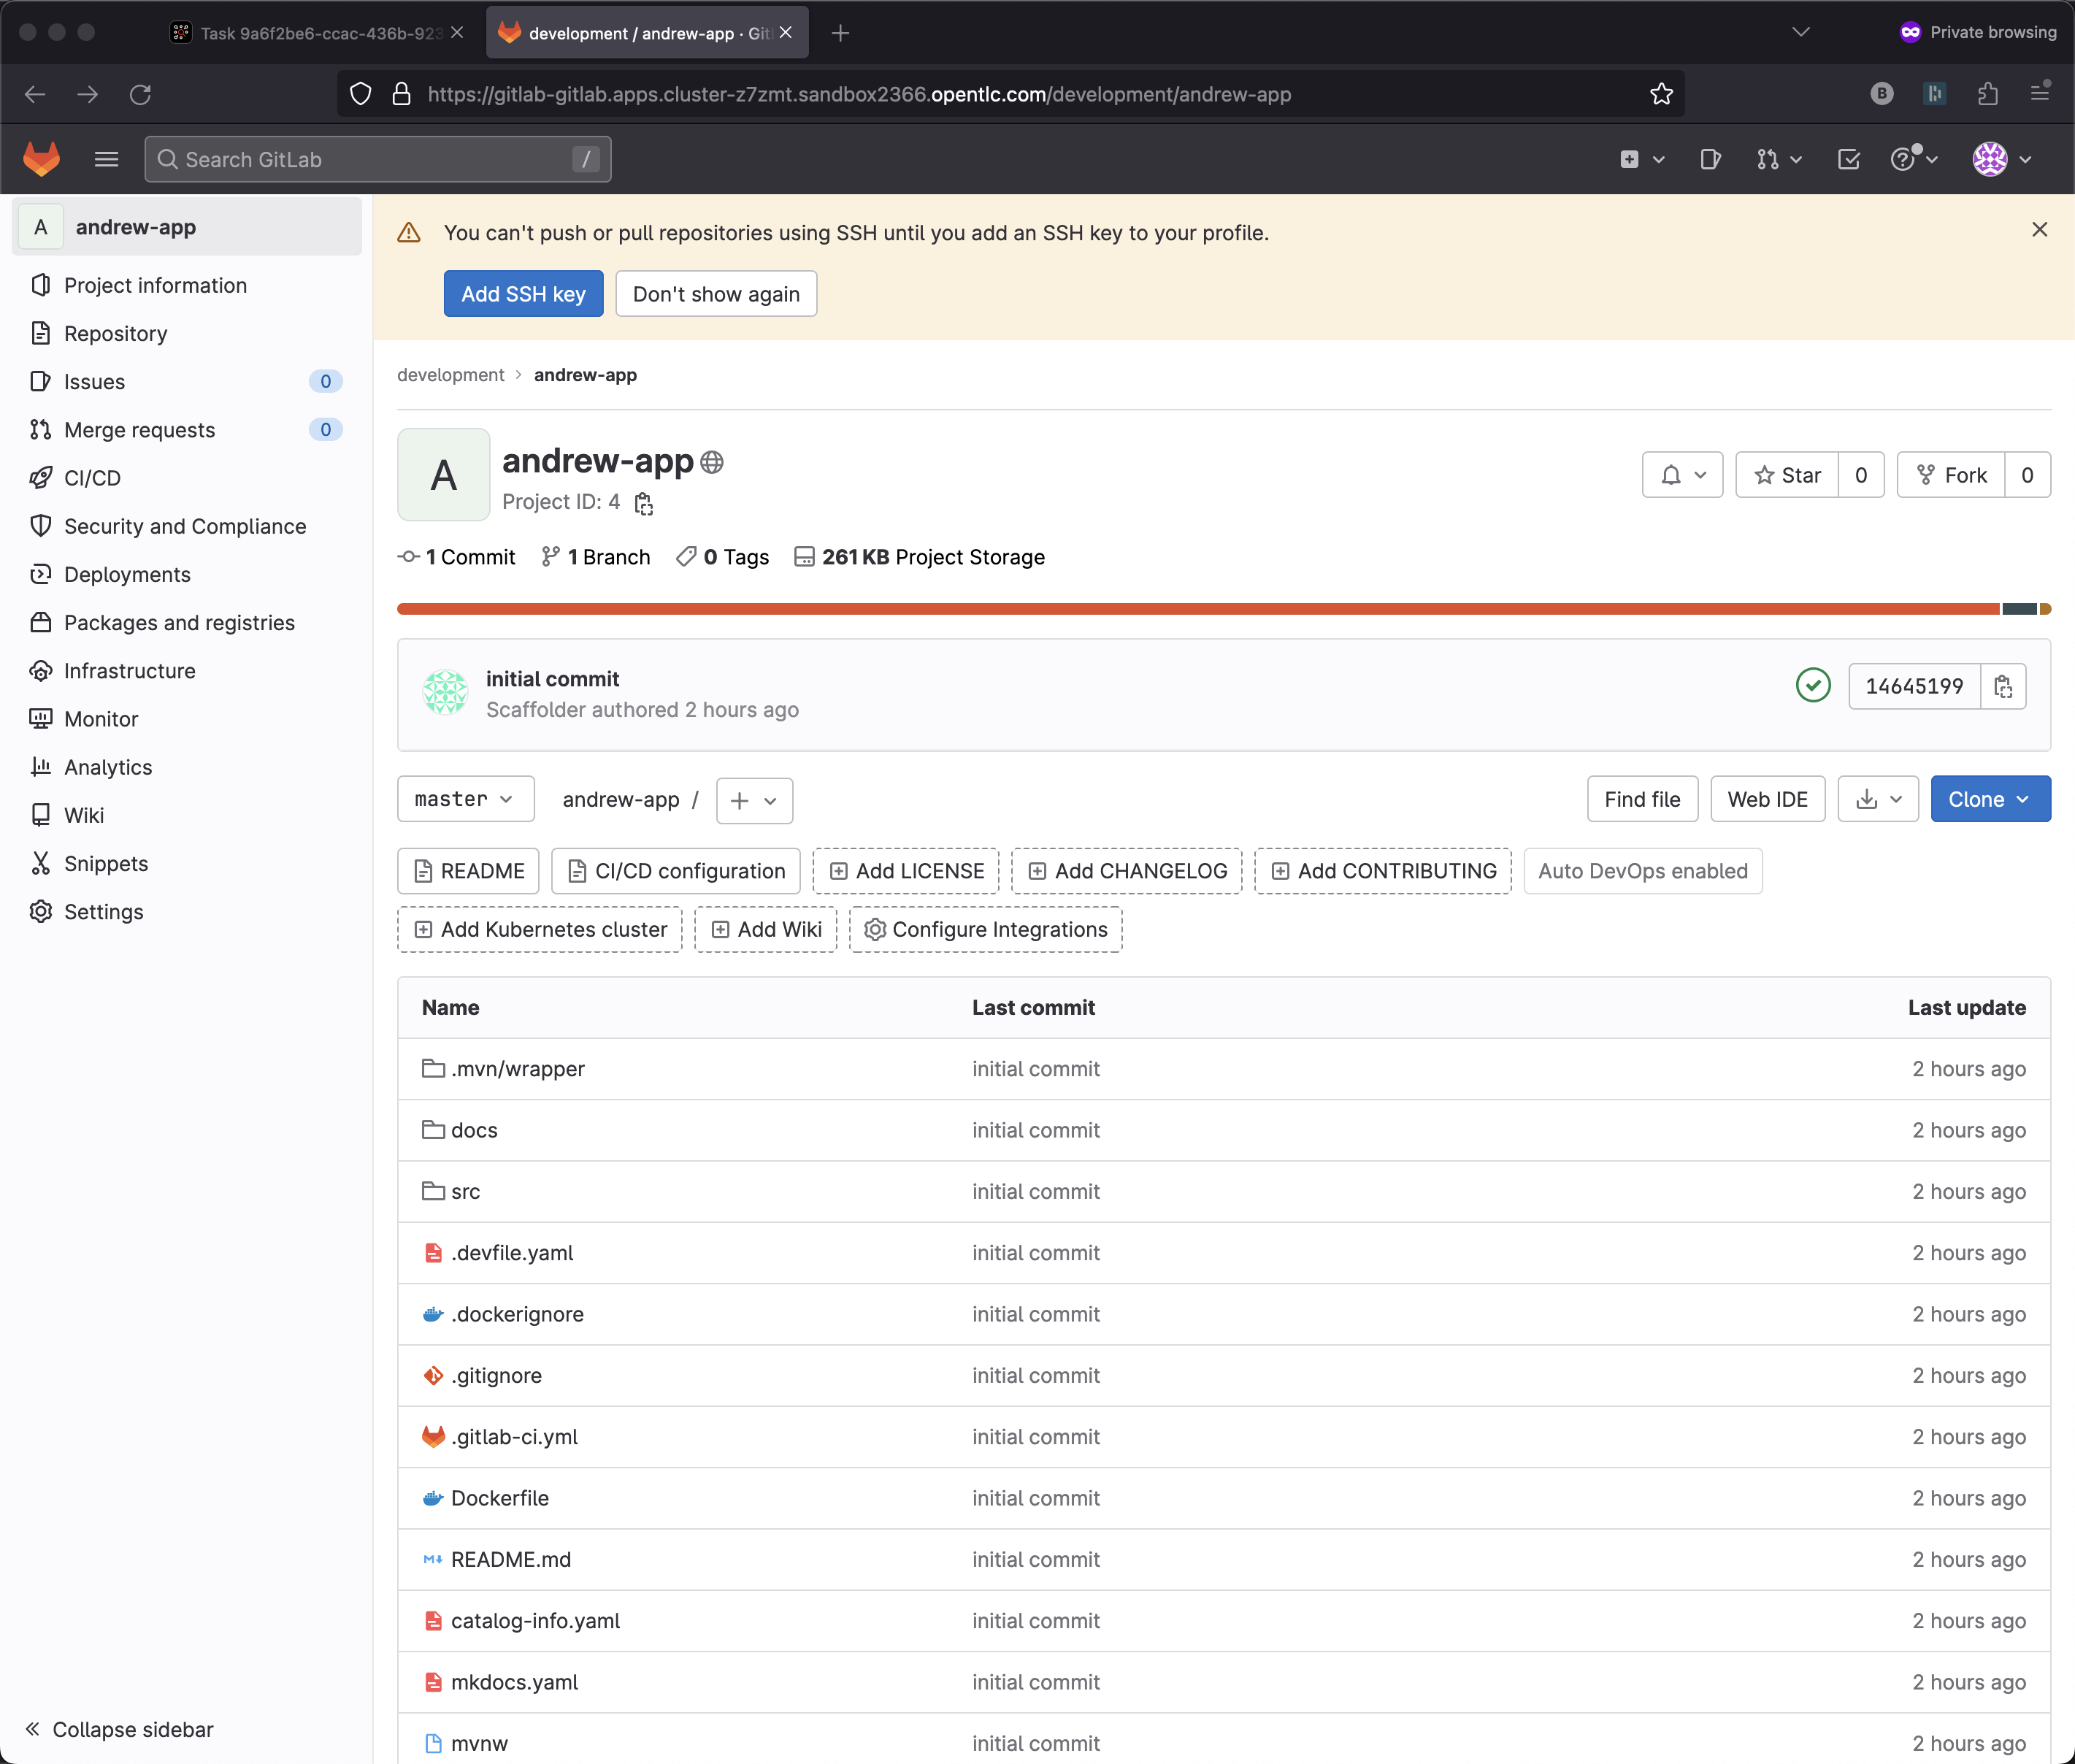 Task 9a6f2be6-ccac-436b-923
development / andrew-app · Git
Private browsing
https://gitlab-gitlab.apps.cluster-z7zmt.sandbox2366.opentlc.com/development/andrew-app
B
Search GitLab
/
A andrew-app
You can't push or pull repositories using SSH until you add an SSH key to your profile.
Add SSH key
Don't show again
Project information
Repository
Issues 0
Merge requests 0
CI/CD
Security and Compliance
Deployments
Packages and registries
Infrastructure
Monitor
Analytics
Wiki
Snippets
Settings
Collapse sidebar
development › andrew-app
A
andrew-app
Project ID: 4
Star 0
Fork 0
1 Commit
1 Branch
0 Tags
261 KB Project Storage
initial commit
Scaffolder authored 2 hours ago
14645199
master
andrew-app /
Find file
Web IDE
Clone
README
CI/CD configuration
Add LICENSE
Add CHANGELOG
Add CONTRIBUTING
Auto DevOps enabled
Add Kubernetes cluster
Add Wiki
Configure Integrations
Name Last commit Last update
.mvn/wrapper initial commit 2 hours ago
docs initial commit 2 hours ago
src initial commit 2 hours ago
.devfile.yaml initial commit 2 hours ago
.dockerignore initial commit 2 hours ago
.gitignore initial commit 2 hours ago
.gitlab-ci.yml initial commit 2 hours ago
Dockerfile initial commit 2 hours ago
README.md initial commit 2 hours ago
catalog-info.yaml initial commit 2 hours ago
mkdocs.yaml initial commit 2 hours ago
mvnw initial commit 2 hours ago